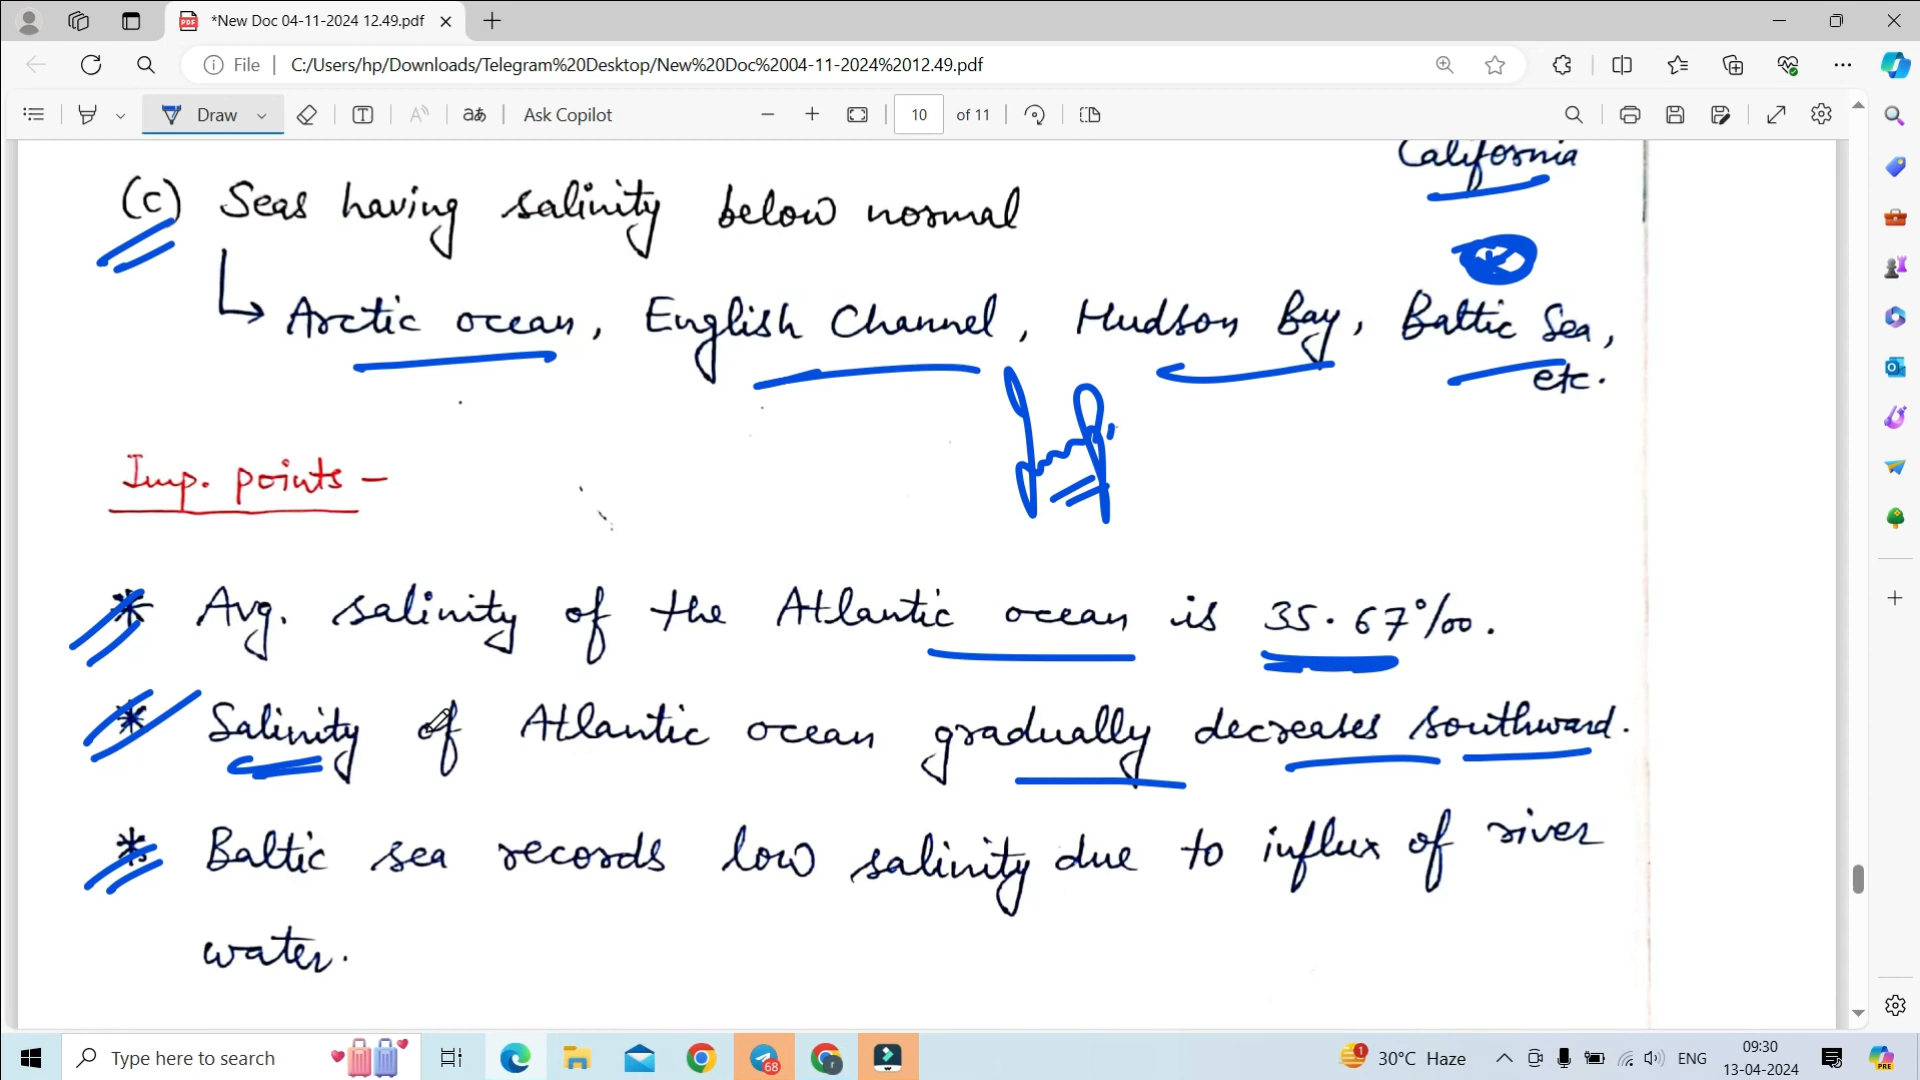 *New Doc 04-11-2024 12.49.pdf
File
C:/Users/hp/Downloads/Telegram%20Desktop/New%20Doc%2004-11-2024%2012.49.pdf
Draw
Ask Copilot
10 of 11
California
(c) Seas having salinity below normal
Arctic ocean, English Channel, Hudson Bay, Baltic Sea,
etc.
Imp.
Imp. points -
* Avg. salinity of the Atlantic ocean is 35.67‰.
* Salinity of Atlantic ocean gradually decreases southward.
* Baltic sea records low salinity due to influx of river
water.
Type here to search
68
1
30°C Haze
ENG
09:30
13-04-2024
PRE